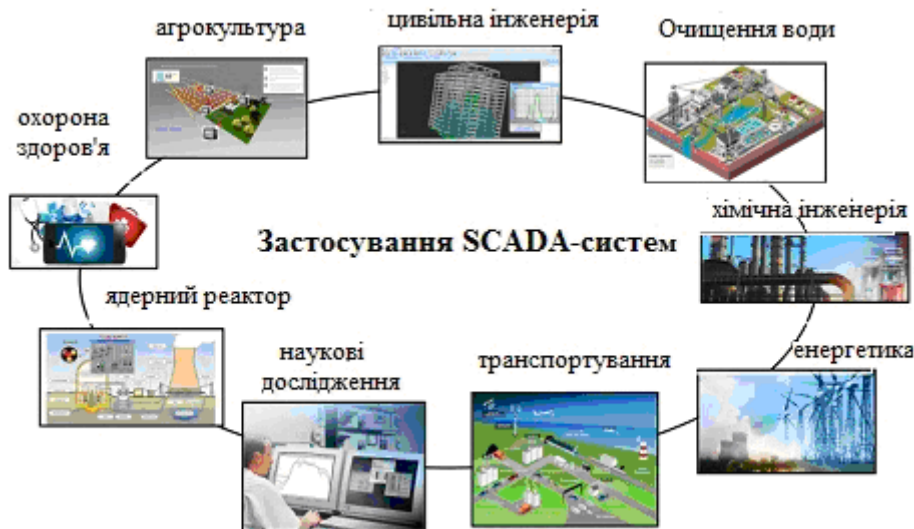 агрокультура
цивільна інженерія
Очищення води
охорона
здоров'я
хімічна інженерія
Застосування SCADA-систем
ядерний реактор
енергетика
наукові
дослідження
транспортування